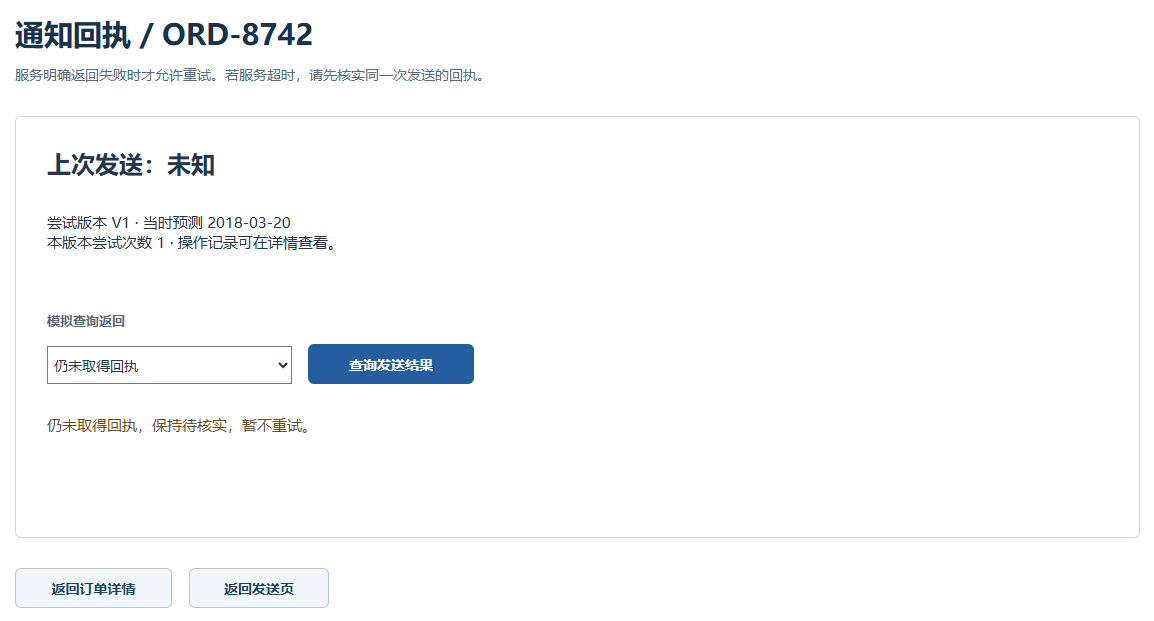 通知回执 / ORD-8742
服务明确返回失败时才允许重试。若服务超时，请先核实同一次发送的回执。
上次发送：未知
尝试版本 V1 · 当时预测 2018-03-20
本版本尝试次数 1 · 操作记录可在详情查看。
模拟查询返回
仍未取得回执
查询发送结果
仍未取得回执，保持待核实，暂不重试。
返回订单详情
返回发送页